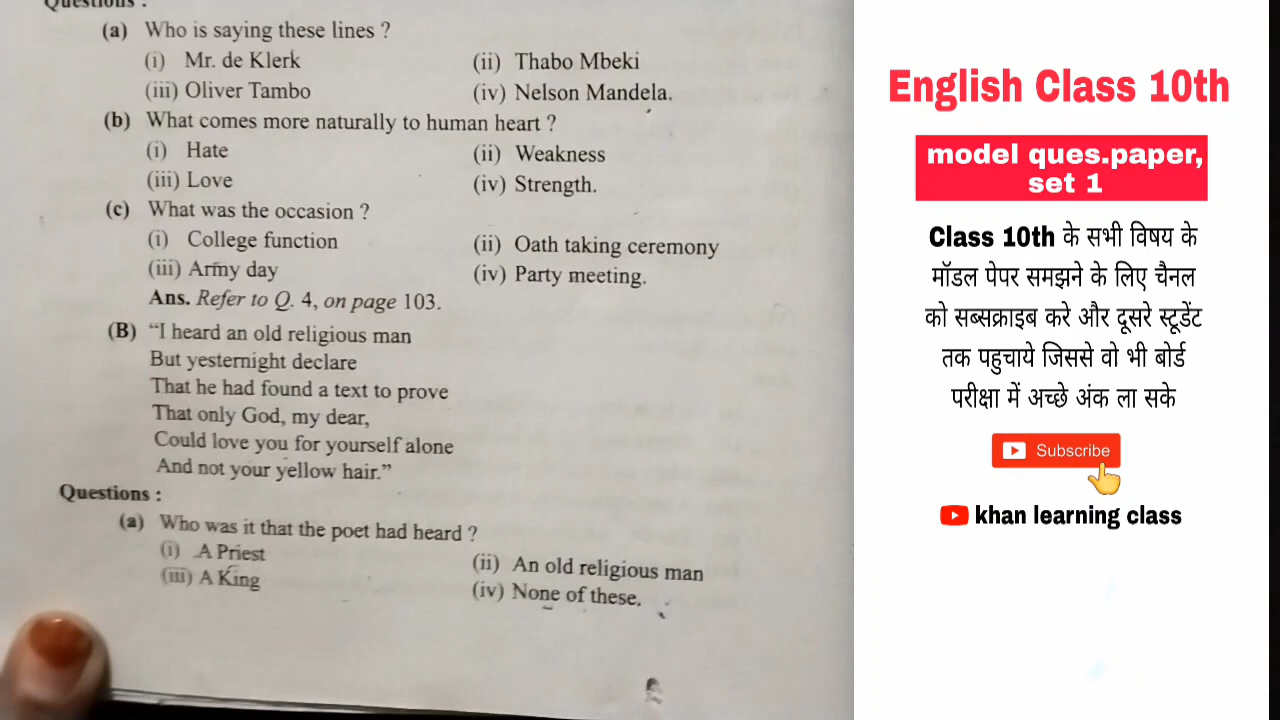 Questions :
(a) Who is saying these lines ?
(i) Mr. de Klerk (ii) Thabo Mbeki
(iii) Oliver Tambo (iv) Nelson Mandela.
(b) What comes more naturally to human heart ?
(i) Hate (ii) Weakness
(iii) Love (iv) Strength.
(c) What was the occasion ?
(i) College function (ii) Oath taking ceremony
(iii) Army day (iv) Party meeting.
Ans. Refer to Q. 4, on page 103.
(B) “I heard an old religious man
But yesternight declare
That he had found a text to prove
That only God, my dear,
Could love you for yourself alone
And not your yellow hair.”
Questions :
(a) Who was it that the poet had heard ?
(i) A Priest (ii) An old religious man
(iii) A King (iv) None of these.
English Class 10th
model ques.paper,
set 1
Class 10th के सभी विषय के
मॉडल पेपर समझने के लिए चैनल
को सब्सक्राइब करे और दूसरे स्टूडेंट
तक पहुचाये जिससे वो भी बोर्ड
परीक्षा में अच्छे अंक ला सके
Subscribe
khan learning class